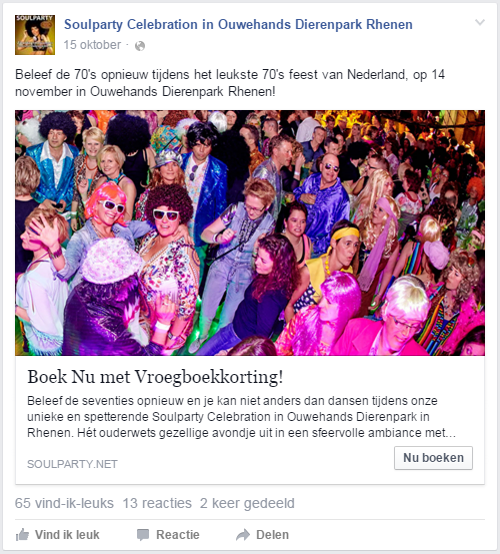 SOULPARTY
Soulparty Celebration in Ouwehands Dierenpark Rhenen
15 oktober ·
Beleef de 70's opnieuw tijdens het leukste 70's feest van Nederland, op 14
november in Ouwehands Dierenpark Rhenen!
Boek Nu met Vroegboekkorting!
Beleef de seventies opnieuw en je kan niet anders dan dansen tijdens onze
unieke en spetterende Soulparty Celebration in Ouwehands Dierenpark in
Rhenen. Hét ouderwets gezellige avondje uit in een sfeervolle ambiance met…
SOULPARTY.NET
Nu boeken
65 vind-ik-leuks 13 reacties 2 keer gedeeld
Vind ik leuk Reactie Delen